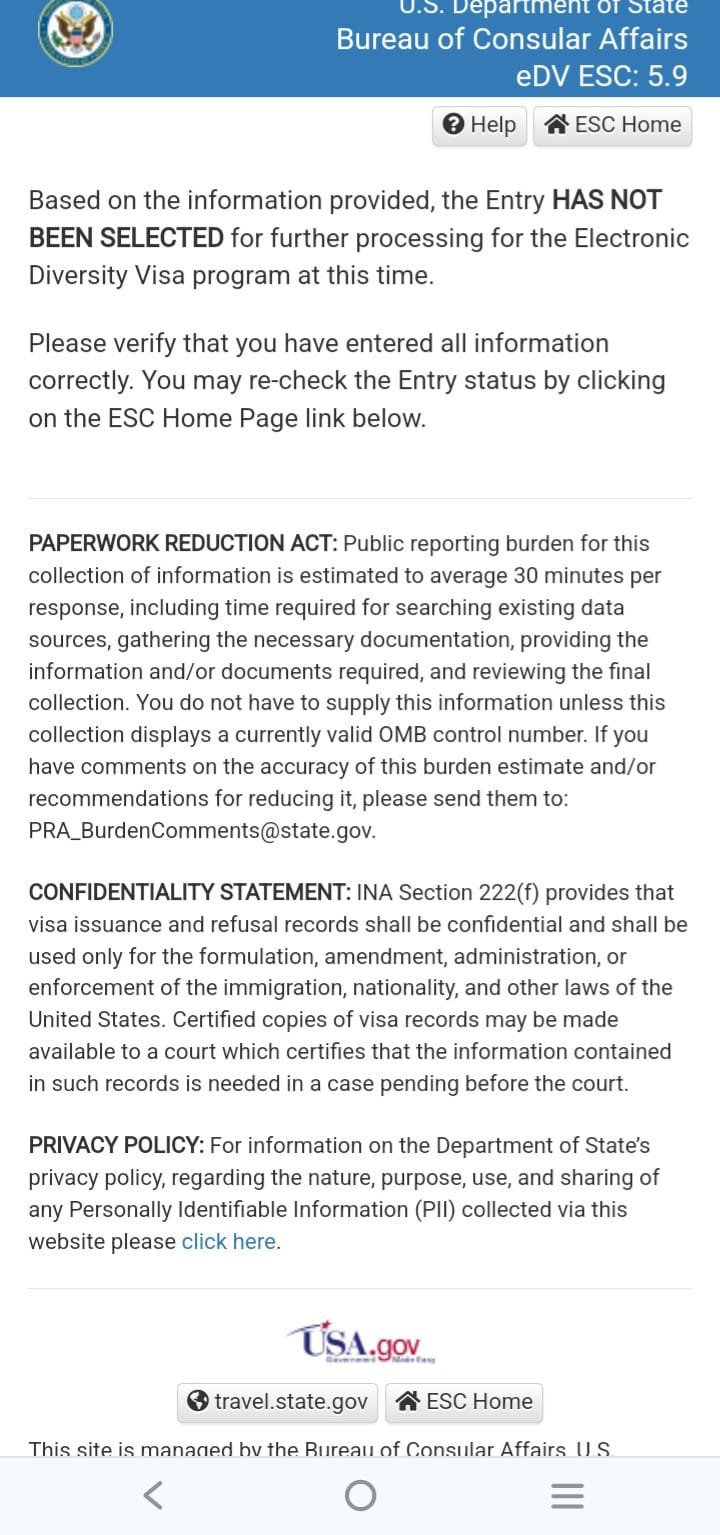 U.S. Department of State
Bureau of Consular Affairs
eDV ESC: 5.9
Help
ESC Home
Based on the information provided, the Entry HAS NOT
BEEN SELECTED for further processing for the Electronic
Diversity Visa program at this time.
Please verify that you have entered all information
correctly. You may re-check the Entry status by clicking
on the ESC Home Page link below.
PAPERWORK REDUCTION ACT: Public reporting burden for this
collection of information is estimated to average 30 minutes per
response, including time required for searching existing data
sources, gathering the necessary documentation, providing the
information and/or documents required, and reviewing the final
collection. You do not have to supply this information unless this
collection displays a currently valid OMB control number. If you
have comments on the accuracy of this burden estimate and/or
recommendations for reducing it, please send them to:
PRA_BurdenComments@state.gov.
CONFIDENTIALITY STATEMENT: INA Section 222(f) provides that
visa issuance and refusal records shall be confidential and shall be
used only for the formulation, amendment, administration, or
enforcement of the immigration, nationality, and other laws of the
United States. Certified copies of visa records may be made
available to a court which certifies that the information contained
in such records is needed in a case pending before the court.
PRIVACY POLICY: For information on the Department of State's
privacy policy, regarding the nature, purpose, use, and sharing of
any Personally Identifiable Information (PII) collected via this
website please click here.
USA.gov
Government Made Easy
travel.state.gov
ESC Home
This site is managed by the Bureau of Consular Affairs, U.S.